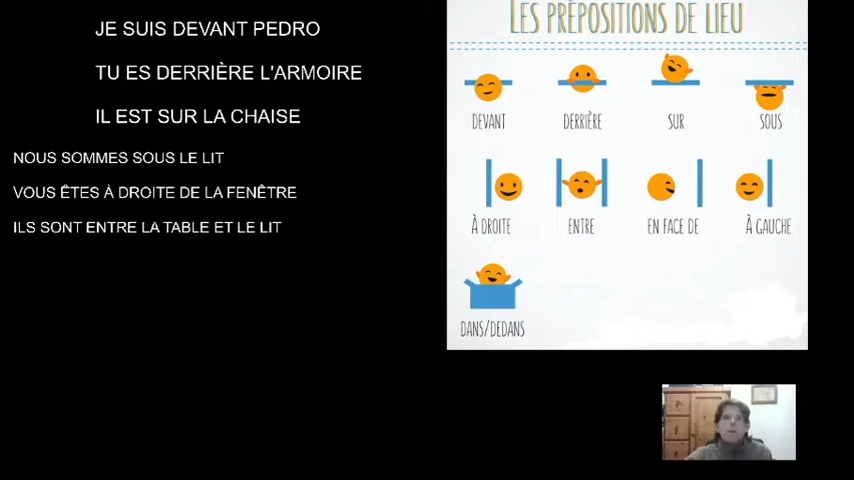 JE SUIS DEVANT PEDRO
TU ES DERRIÈRE L'ARMOIRE
IL EST SUR LA CHAISE
NOUS SOMMES SOUS LE LIT
VOUS ÊTES À DROITE DE LA FENÊTRE
ILS SONT ENTRE LA TABLE ET LE LIT
LES PRÉPOSITIONS DE LIEU
DEVANT
DERRIÈRE
SUR
SOUS
À DROITE
ENTRE
EN FACE DE
À GAUCHE
DANS/DEDANS